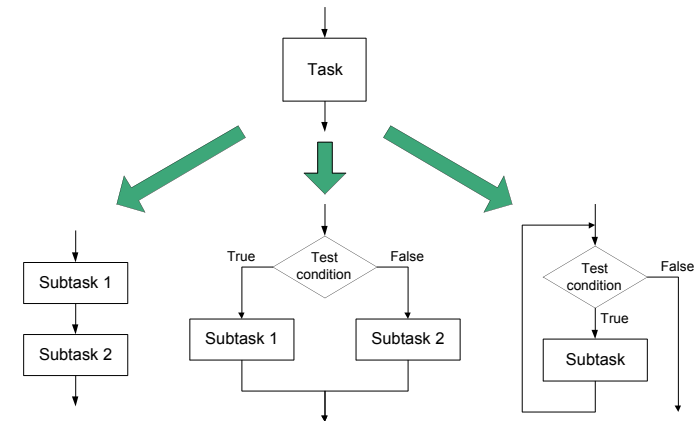 Task
Subtask 1
Subtask 2
True
Test
condition
False
Subtask 1
Subtask 2
Test
condition
False
True
Subtask